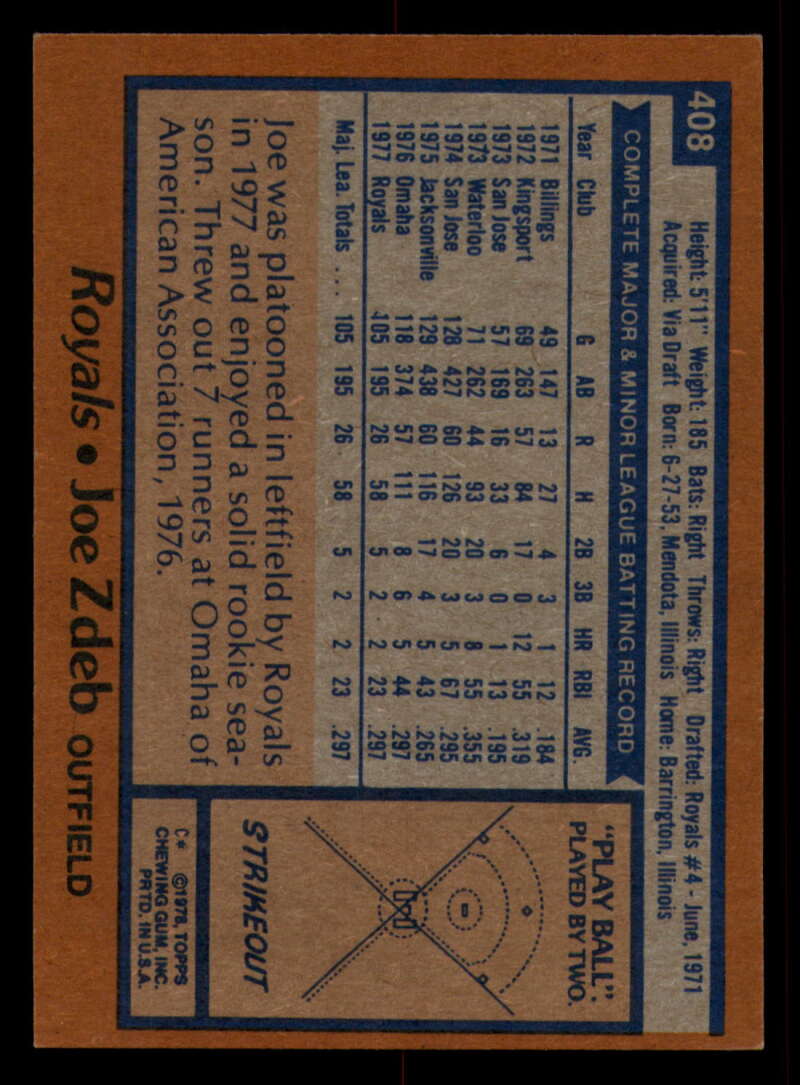 408
Height: 5'11" Weight: 185 Bats: Right Throws: Right Drafted: Royals #4 - June, 1971
Acquired: Via Draft Born: 6-27-53, Mendota, Illinois Home: Barrington, Illinois
COMPLETE MAJOR & MINOR LEAGUE BATTING RECORD
Year Club G AB R H 2B 3B HR RBI AVG.
1971 Billings 49 147 13 27 4 3 1 12 .184
1972 Kingsport 69 263 57 84 17 0 12 55 .319
1973 San Jose 57 169 16 33 6 0 1 13 .195
1973 Waterloo 71 262 44 93 20 3 8 55 .355
1974 San Jose 128 427 60 126 20 3 5 67 .295
1975 Jacksonville 129 438 60 116 17 4 5 43 .265
1976 Omaha 118 374 57 111 8 6 5 44 .297
1977 Royals 105 195 26 58 5 2 2 23 .297
Maj. Lea. Totals .... 105 195 26 58 5 2 2 23 .297
Joe was platooned in leftfield by Royals
in 1977 and enjoyed a solid rookie sea-
son. Threw out 7 runners at Omaha of
American Association, 1976.
"PLAY BALL":
PLAYED BY TWO.
STRIKEOUT
C* ©1978, TOPPS
CHEWING GUM, INC.
PRTD. IN U.S.A.
Royals • Joe Zdeb OUTFIELD